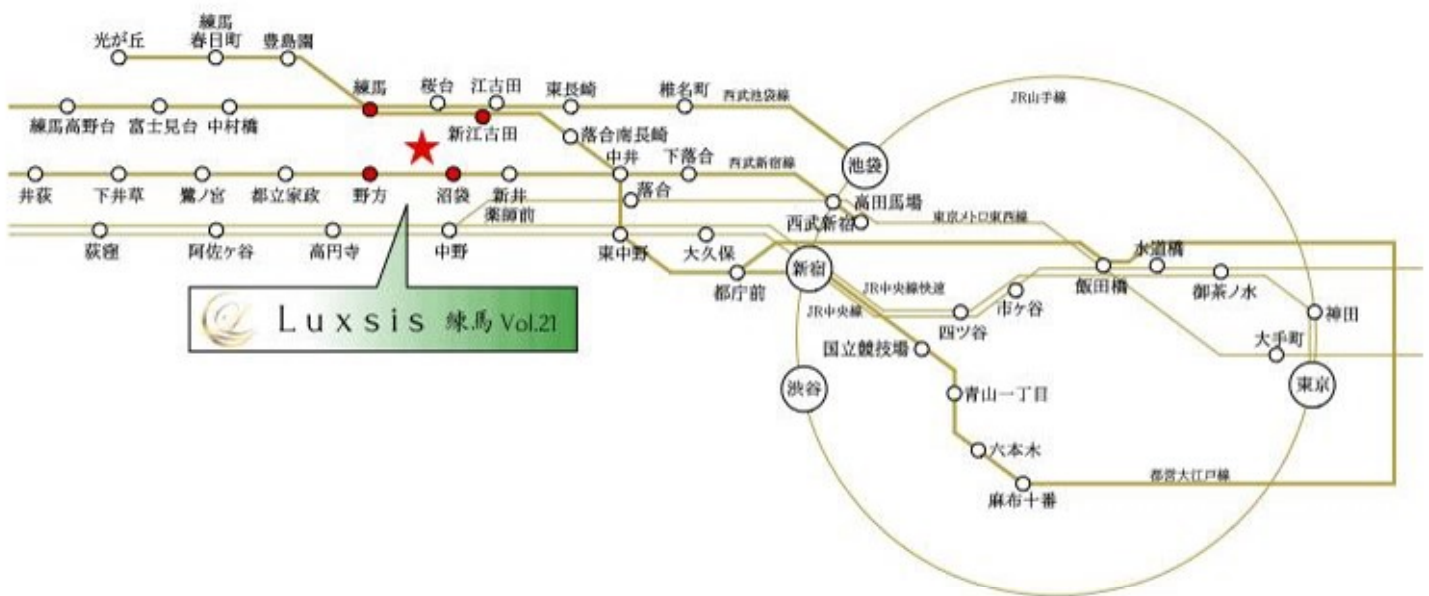 練馬
光が丘
春日町
豊島園
練馬
桜台
江古田
東長崎
椎名町
西武池袋線
JR山手線
練馬高野台
富士見台
中村橋
新江古田
落合南長崎
中井
下落合
西武新宿線
池袋
井荻
下井草
鷺ノ宮
都立家政
野方
沼袋
新井
薬師前
落合
高田馬場
西武新宿
東京メトロ東西線
荻窪
阿佐ヶ谷
高円寺
中野
東中野
大久保
新宿
都庁前
水道橋
飯田橋
御茶ノ水
JR中央線快速
JR中央線
市ヶ谷
四ツ谷
神田
大手町
Luxsis 練馬 Vol.21
国立競技場
渋谷
青山一丁目
東京
六本木
麻布十番
都営大江戸線